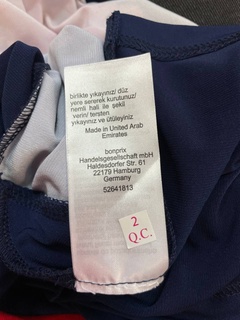 birlikte yıkayınız/ düz
yere sererek kurutunuz/
nemli hali ile şekil
verin/ tersten
yıkayınız ve ütüleyiniz
Made in United Arab
Emirates
bonprix
Handelsgesellschaft mbH
Haldesdorfer Str. 61
22179 Hamburg
Germany
52641813
2
Q.C.